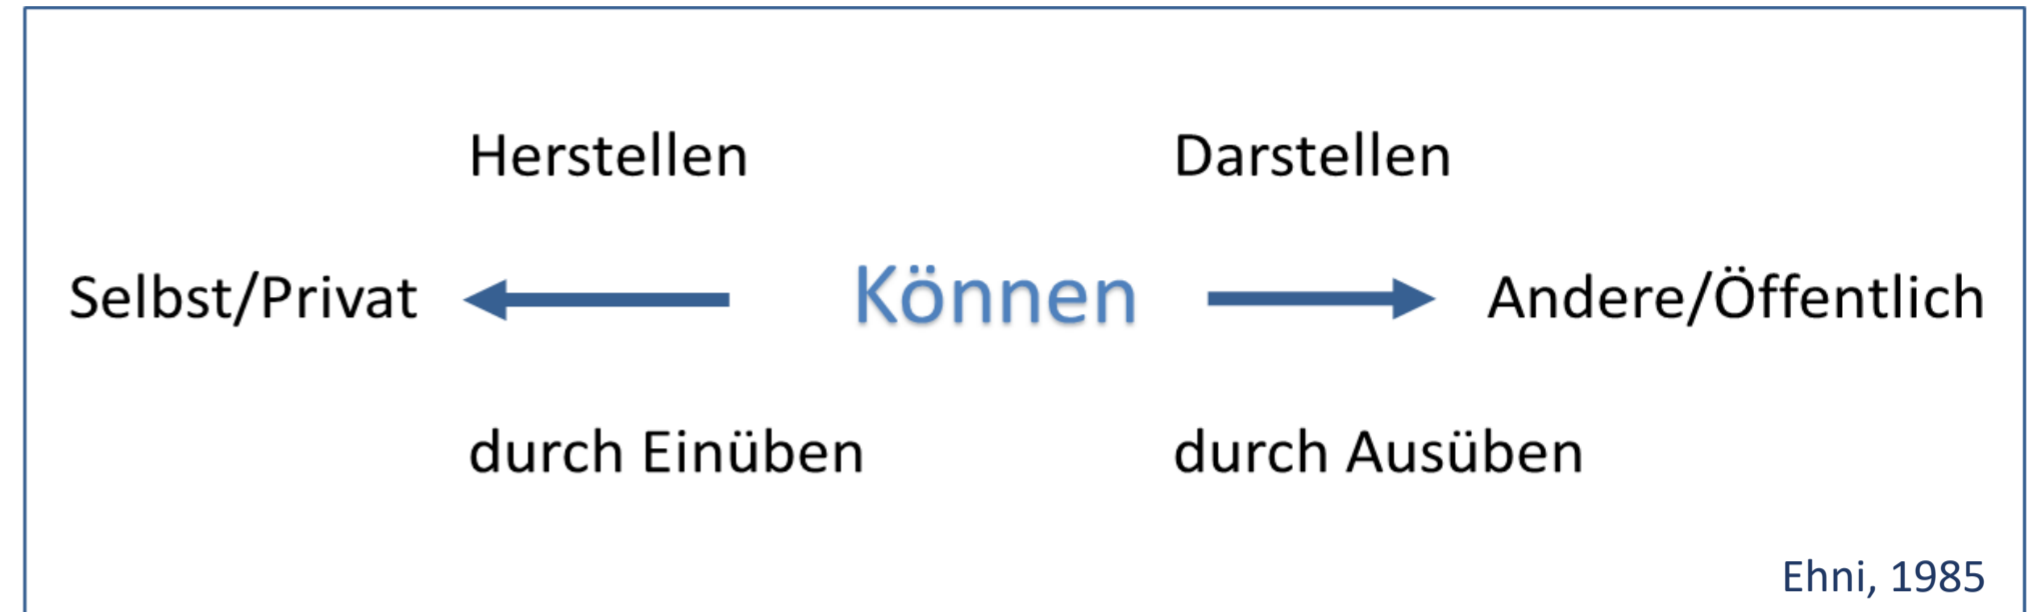 Herstellen Darstellen
Selbst/Privat Können Andere/Öffentlich
durch Einüben durch Ausüben
Ehni, 1985